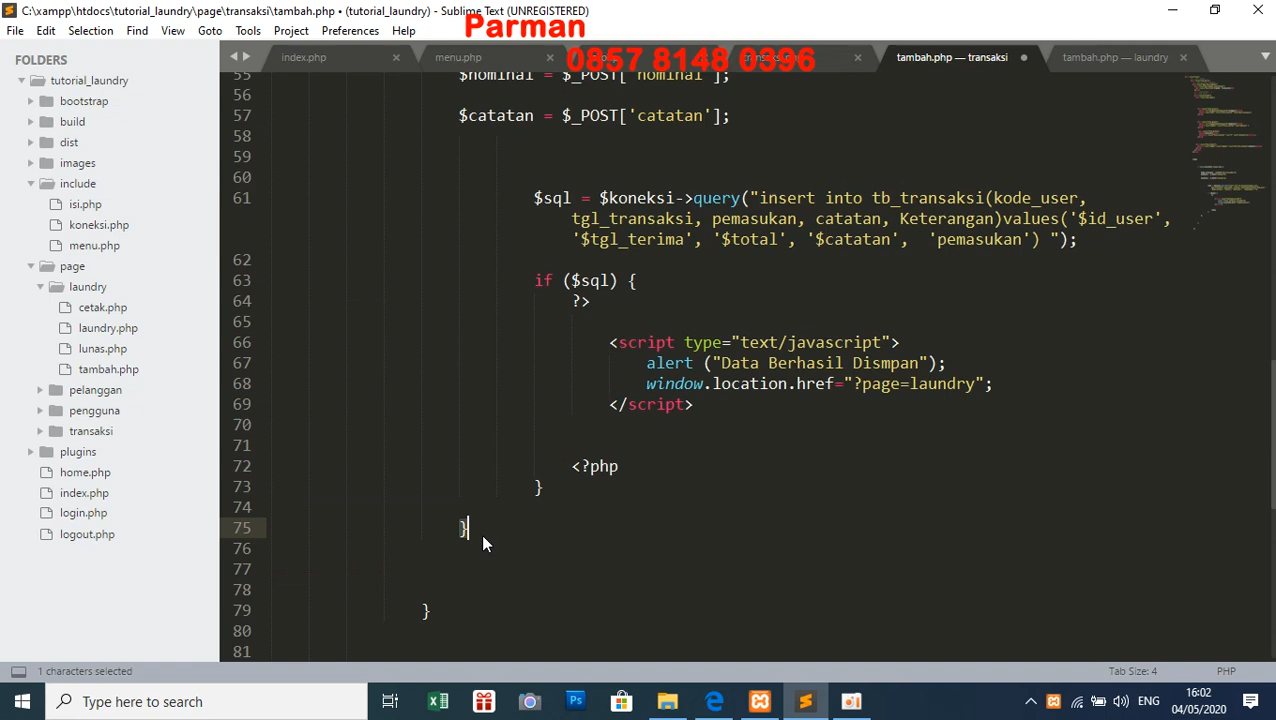 C:\xampp\htdocs\tutorial_laundry\page\transaksi\tambah.php • (tutorial_laundry) - Sublime Text (UNREGISTERED)
Parman
File Edit Selection Find View Goto Tools Project Preferences Help
0857 8148 0396
FOLDERS
index.php
menu.php
tambah.php — transaksi
tambah.php — laundry
tutorial_laundry
bootstrap
build
dist
images
include
isi.php
koneksi.php
menu.php
page
laundry
cetak.php
laundry.php
lunas.php
tambah.php
pelanggan
pengguna
transaksi
plugins
home.php
index.php
login.php
logout.php
55 $nominal = $_POST['nominal'];
56
57 $catatan = $_POST['catatan'];
58
59
60
61 $sql = $koneksi->query("insert into tb_transaksi(kode_user,
tgl_transaksi, pemasukan, catatan, Keterangan)values('$id_user',
'$tgl_terima', '$total', '$catatan', 'pemasukan') ");
62
63 if ($sql) {
64 ?>
65
66 <script type="text/javascript">
67 alert ("Data Berhasil Dismpan");
68 window.location.href="?page=laundry";
69 </script>
70
71
72 <?php
73 }
74
75 }
76
77
78
79 }
80
81
1 characters selected
Tab Size: 4
PHP
Type here to search
ENG
16:02
04/05/2020